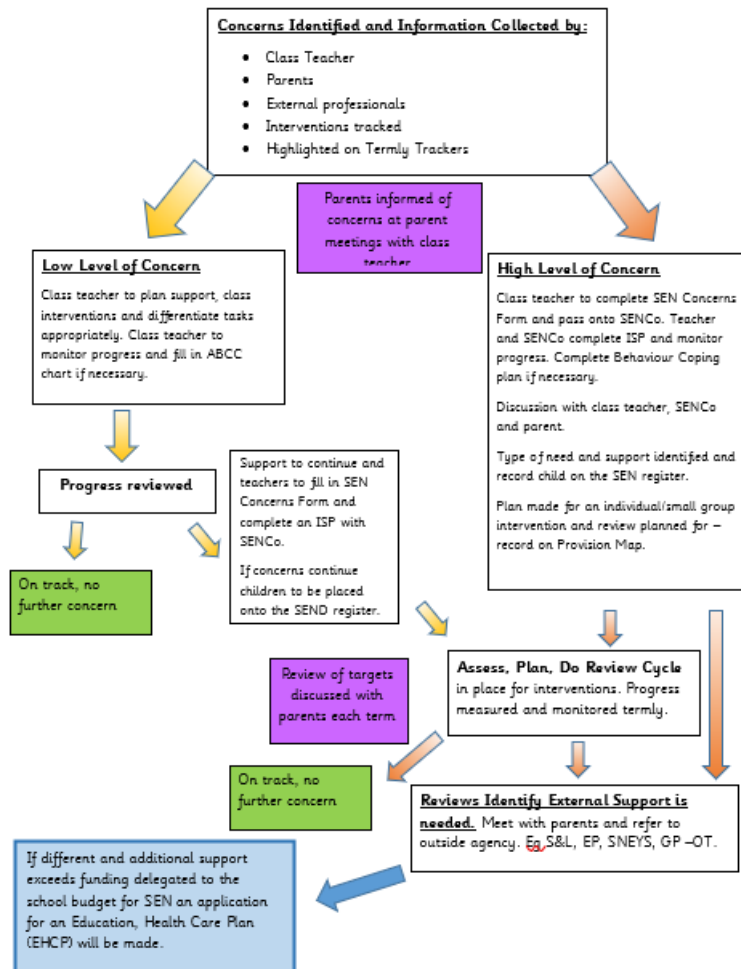 Concerns Identified and Information Collected by:
• Class Teacher
• Parents
• External professionals
• Interventions tracked
• Highlighted on Termly Trackers
Parents informed of
concerns at parent
meetings with class
teacher
Low Level of Concern
Class teacher to plan support, class
interventions and differentiate tasks
appropriately. Class teacher to
monitor progress and fill in ABCC
chart if necessary.
High Level of Concern
Class teacher to complete SEN Concerns
Form and pass onto SENCo. Teacher
and SENCo complete ISP and monitor
progress. Complete Behaviour Coping
plan if necessary.
Discussion with class teacher, SENCo
and parent.
Type of need and support identified and
record child on the SEN register.
Plan made for an individual/small group
intervention and review planned for –
record on Provision Map.
Progress reviewed
Support to continue and
teachers to fill in SEN
Concerns Form and
complete an ISP with
SENCo.
If concerns continue
children to be placed
onto the SEND register.
On track, no
further concern
Assess, Plan, Do Review Cycle
in place for interventions. Progress
measured and monitored termly.
Review of targets
discussed with
parents each term
On track, no
further concern
Reviews Identify External Support is
needed. Meet with parents and refer to
outside agency. Eg S&L, EP, SNEYS, GP –OT.
If different and additional support
exceeds funding delegated to the
school budget for SEN an application
for an Education, Health Care Plan
(EHCP) will be made.